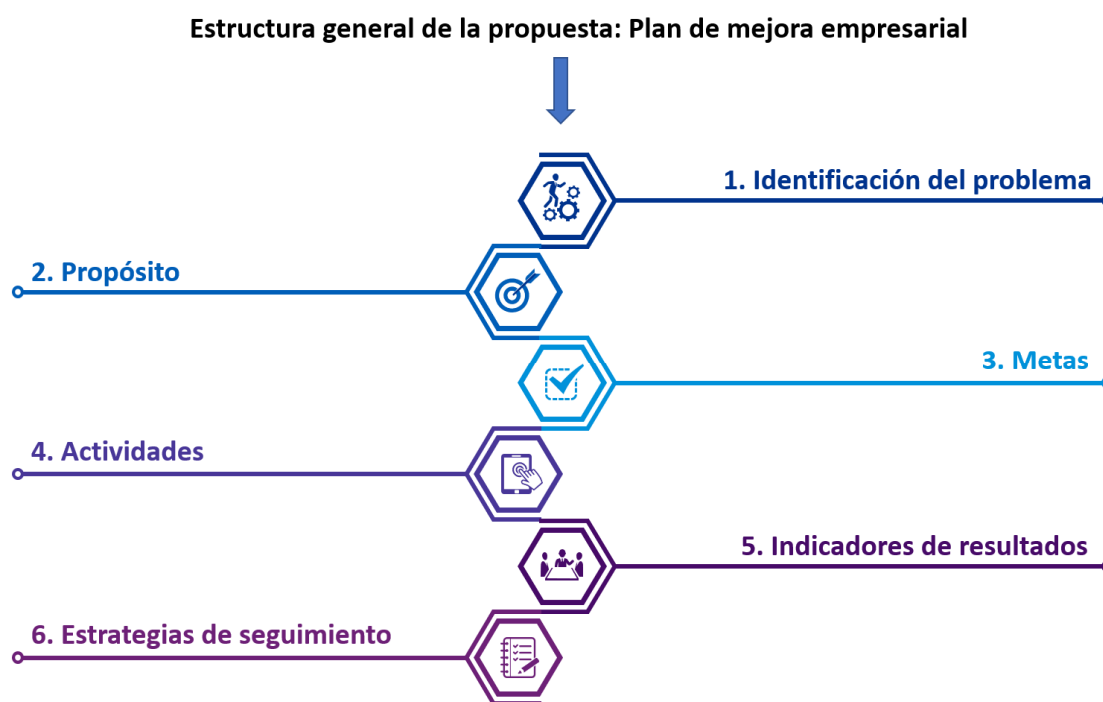 Estructura general de la propuesta: Plan de mejora empresarial
1. Identificación del problema
2. Propósito
3. Metas
4. Actividades
5. Indicadores de resultados
6. Estrategias de seguimiento